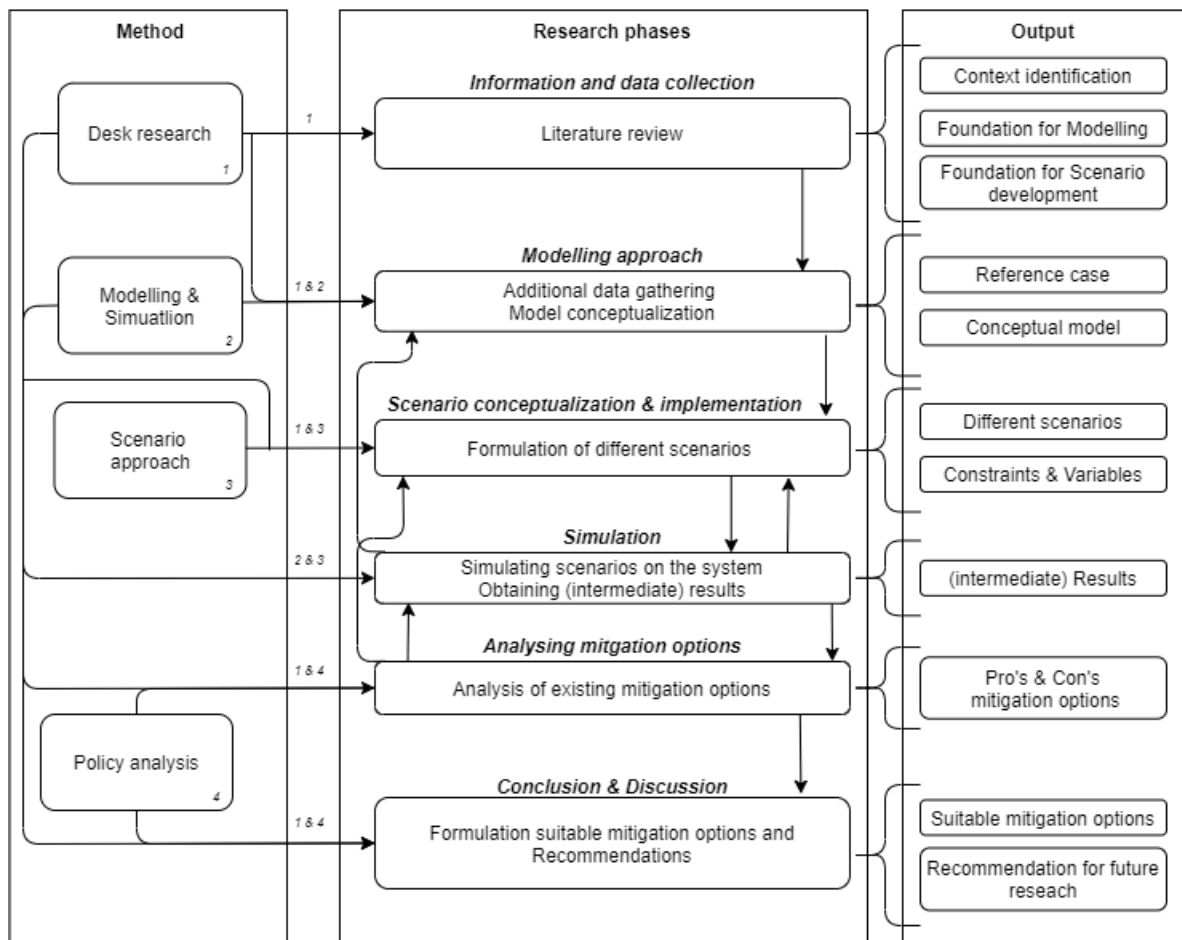 Method
Research phases
Output
Information and data collection
Desk research
1
1
Literature review
Context identification
Foundation for Modelling
Foundation for Scenario
development
Modelling approach
Modelling &
Simuatlion
2
1 & 2
Additional data gathering
Model conceptualization
Reference case
Conceptual model
Scenario conceptualization & implementation
Scenario
approach
3
1 & 3
Formulation of different scenarios
Different scenarios
Constraints & Variables
Simulation
2 & 3
Simulating scenarios on the system
Obtaining (intermediate) results
(intermediate) Results
Analysing mitgation options
1 & 4
Analysis of existing mitigation options
Pro's & Con's
mitigation options
Policy analysis
4
Conclusion & Discussion
1 & 4
Formulation suitable mitigation options and
Recommendations
Suitable mitigation options
Recommendation for future
reseach